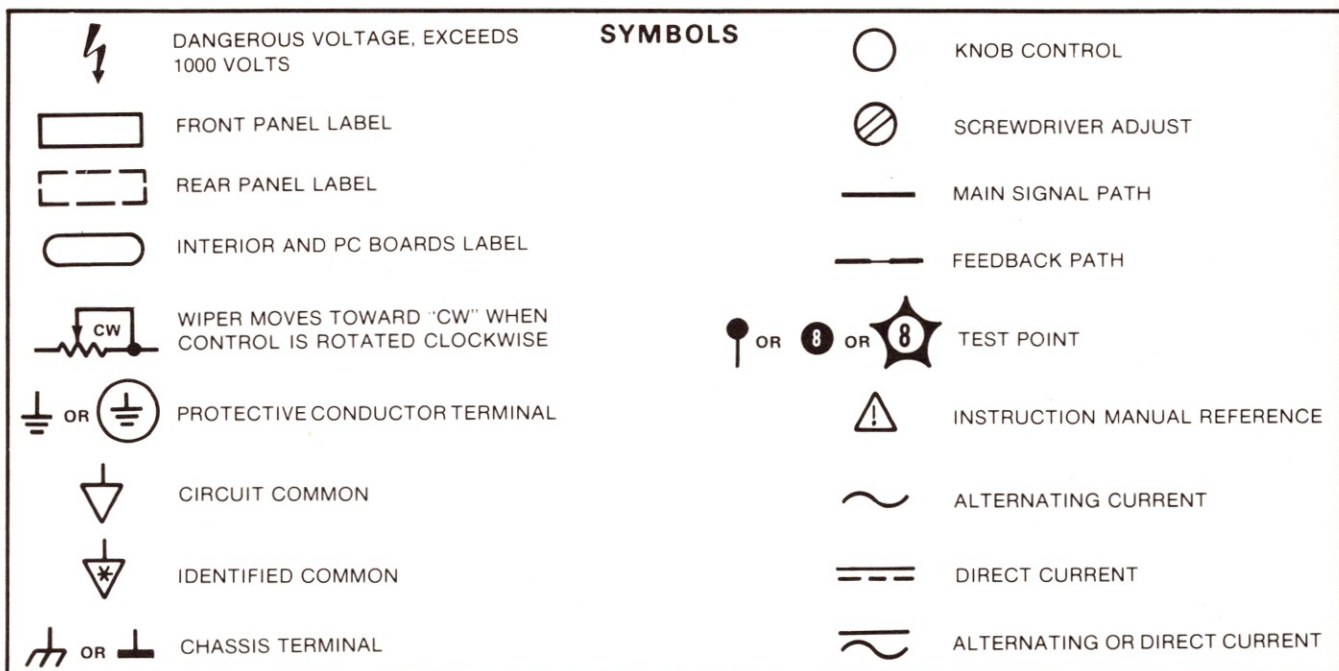 SYMBOLS
DANGEROUS VOLTAGE, EXCEEDS
1000 VOLTS
FRONT PANEL LABEL
REAR PANEL LABEL
INTERIOR AND PC BOARDS LABEL
CW
WIPER MOVES TOWARD "CW" WHEN
CONTROL IS ROTATED CLOCKWISE
OR
PROTECTIVE CONDUCTOR TERMINAL
CIRCUIT COMMON
IDENTIFIED COMMON
OR
CHASSIS TERMINAL
KNOB CONTROL
SCREWDRIVER ADJUST
MAIN SIGNAL PATH
FEEDBACK PATH
OR 8 OR 8 TEST POINT
INSTRUCTION MANUAL REFERENCE
ALTERNATING CURRENT
DIRECT CURRENT
ALTERNATING OR DIRECT CURRENT